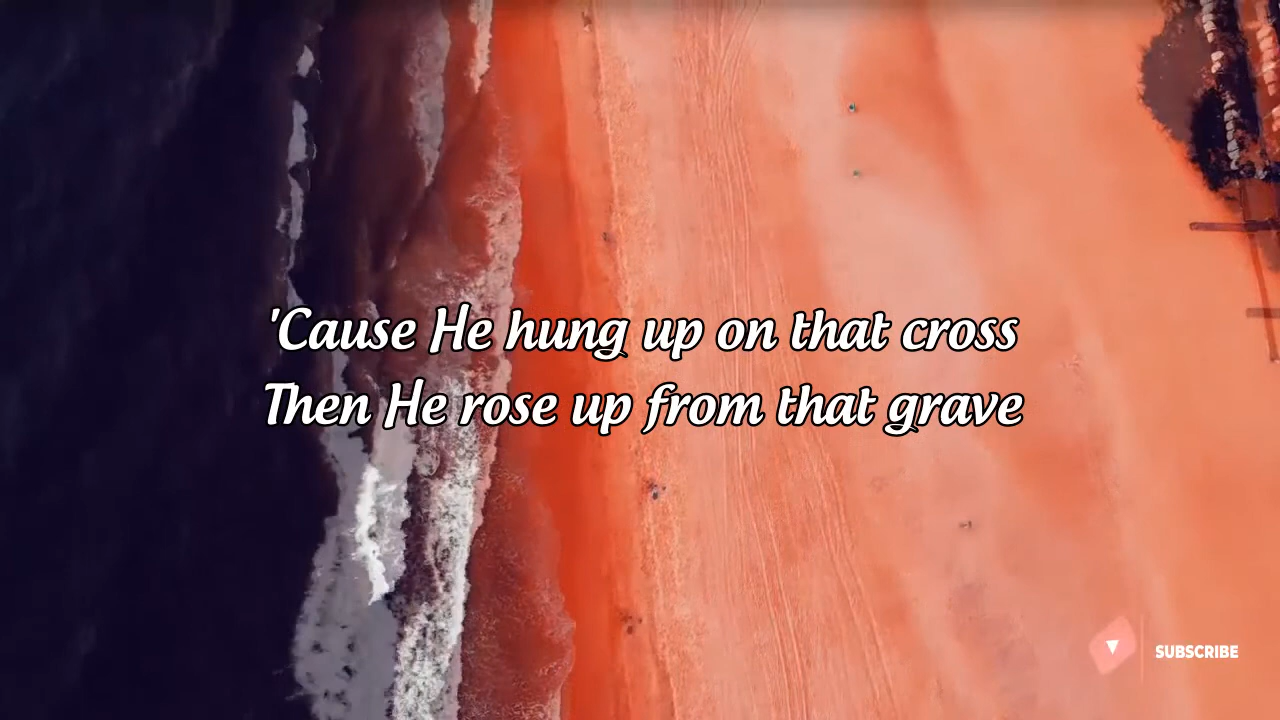 'Cause He hung up on that cross
Then He rose up from that grave
SUBSCRIBE